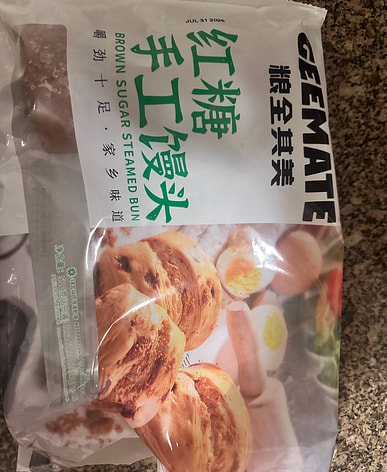 GEEMATE
粮全其美
JUL 31 2026
红糖
手工馒头
BROWN SUGAR STEAMED BUN
嚼劲十足·家乡味道